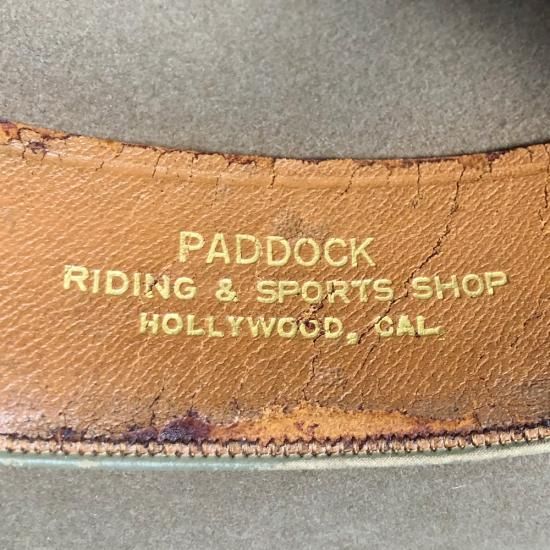 PADDOCK
RIDING & SPORTS SHOP
HOLLYWOOD, CAL.